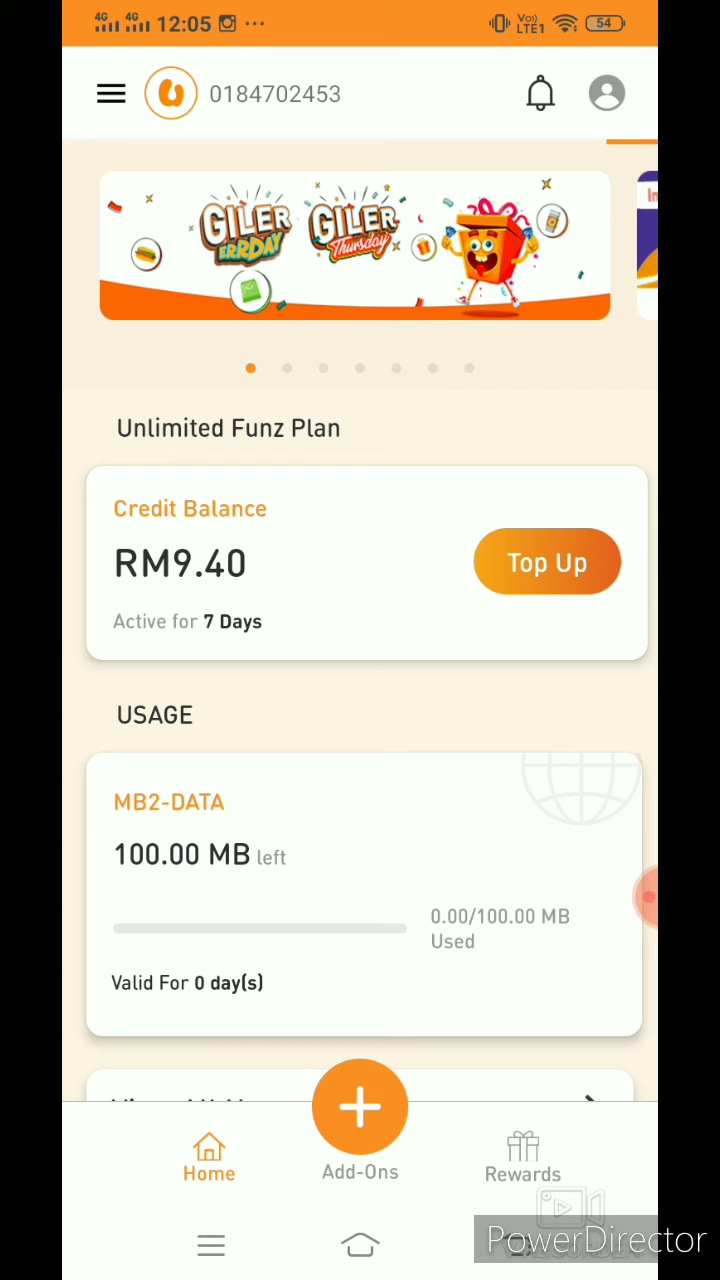 4G 4G 12:05 ... Vo)) LTE1 54
0184702453
GILER ERRDAY GILER Thursday
Unlimited Funz Plan
Credit Balance
RM9.40
Top Up
Active for 7 Days
USAGE
MB2-DATA
100.00 MB left
0.00/100.00 MB
Used
Valid For 0 day(s)
Home
Add-Ons
Rewards
PowerDirector